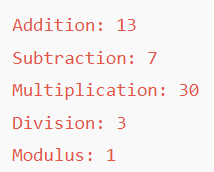 Addition: 13
Subtraction: 7
Multiplication: 30
Division: 3
Modulus: 1